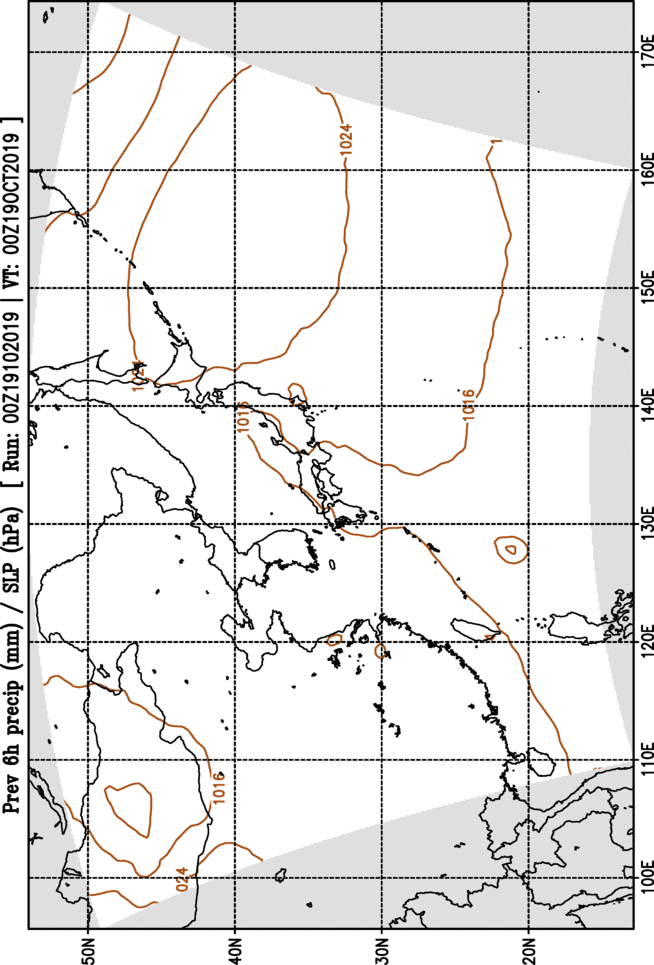 Prev 6h precip (mm) / SLP (hPa) [ Run: 00Z19102019 | VT: 00Z19OCT2019 ]
50N
40N
30N
20N
024
1016
1024
1016
1016
1024
1
100E
110E
120E
130E
140E
150E
160E
170E